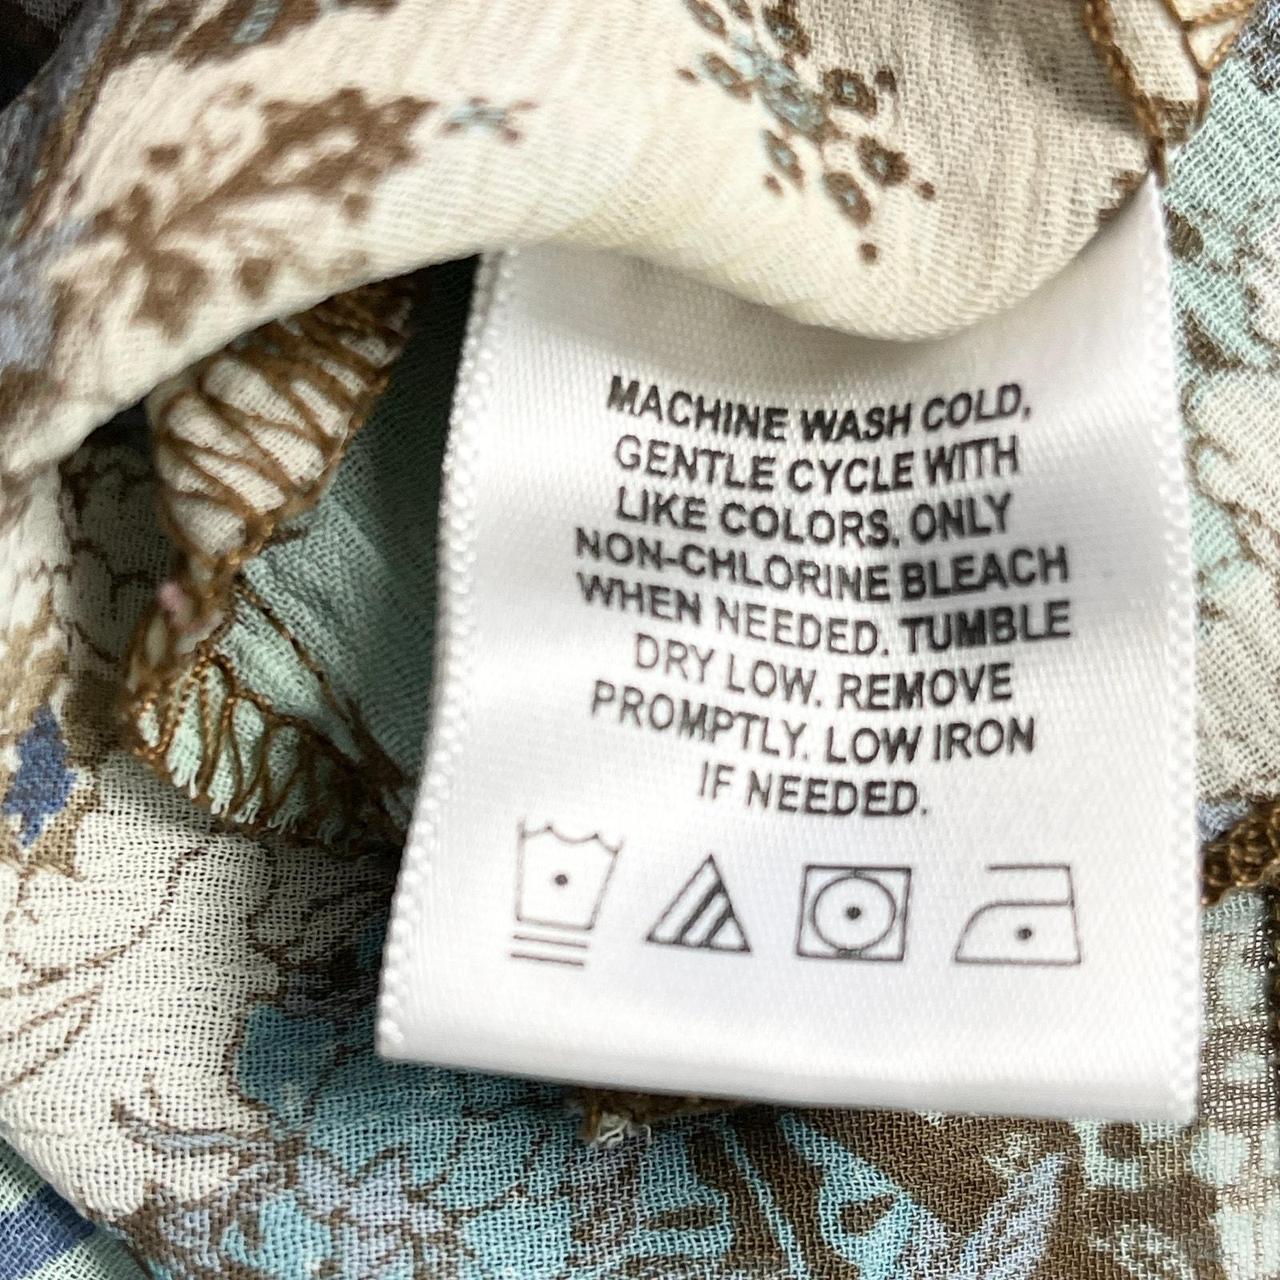 MACHINE WASH COLD,
GENTLE CYCLE WITH
LIKE COLORS. ONLY
NON-CHLORINE BLEACH
WHEN NEEDED. TUMBLE
DRY LOW. REMOVE
PROMPTLY. LOW IRON
IF NEEDED.